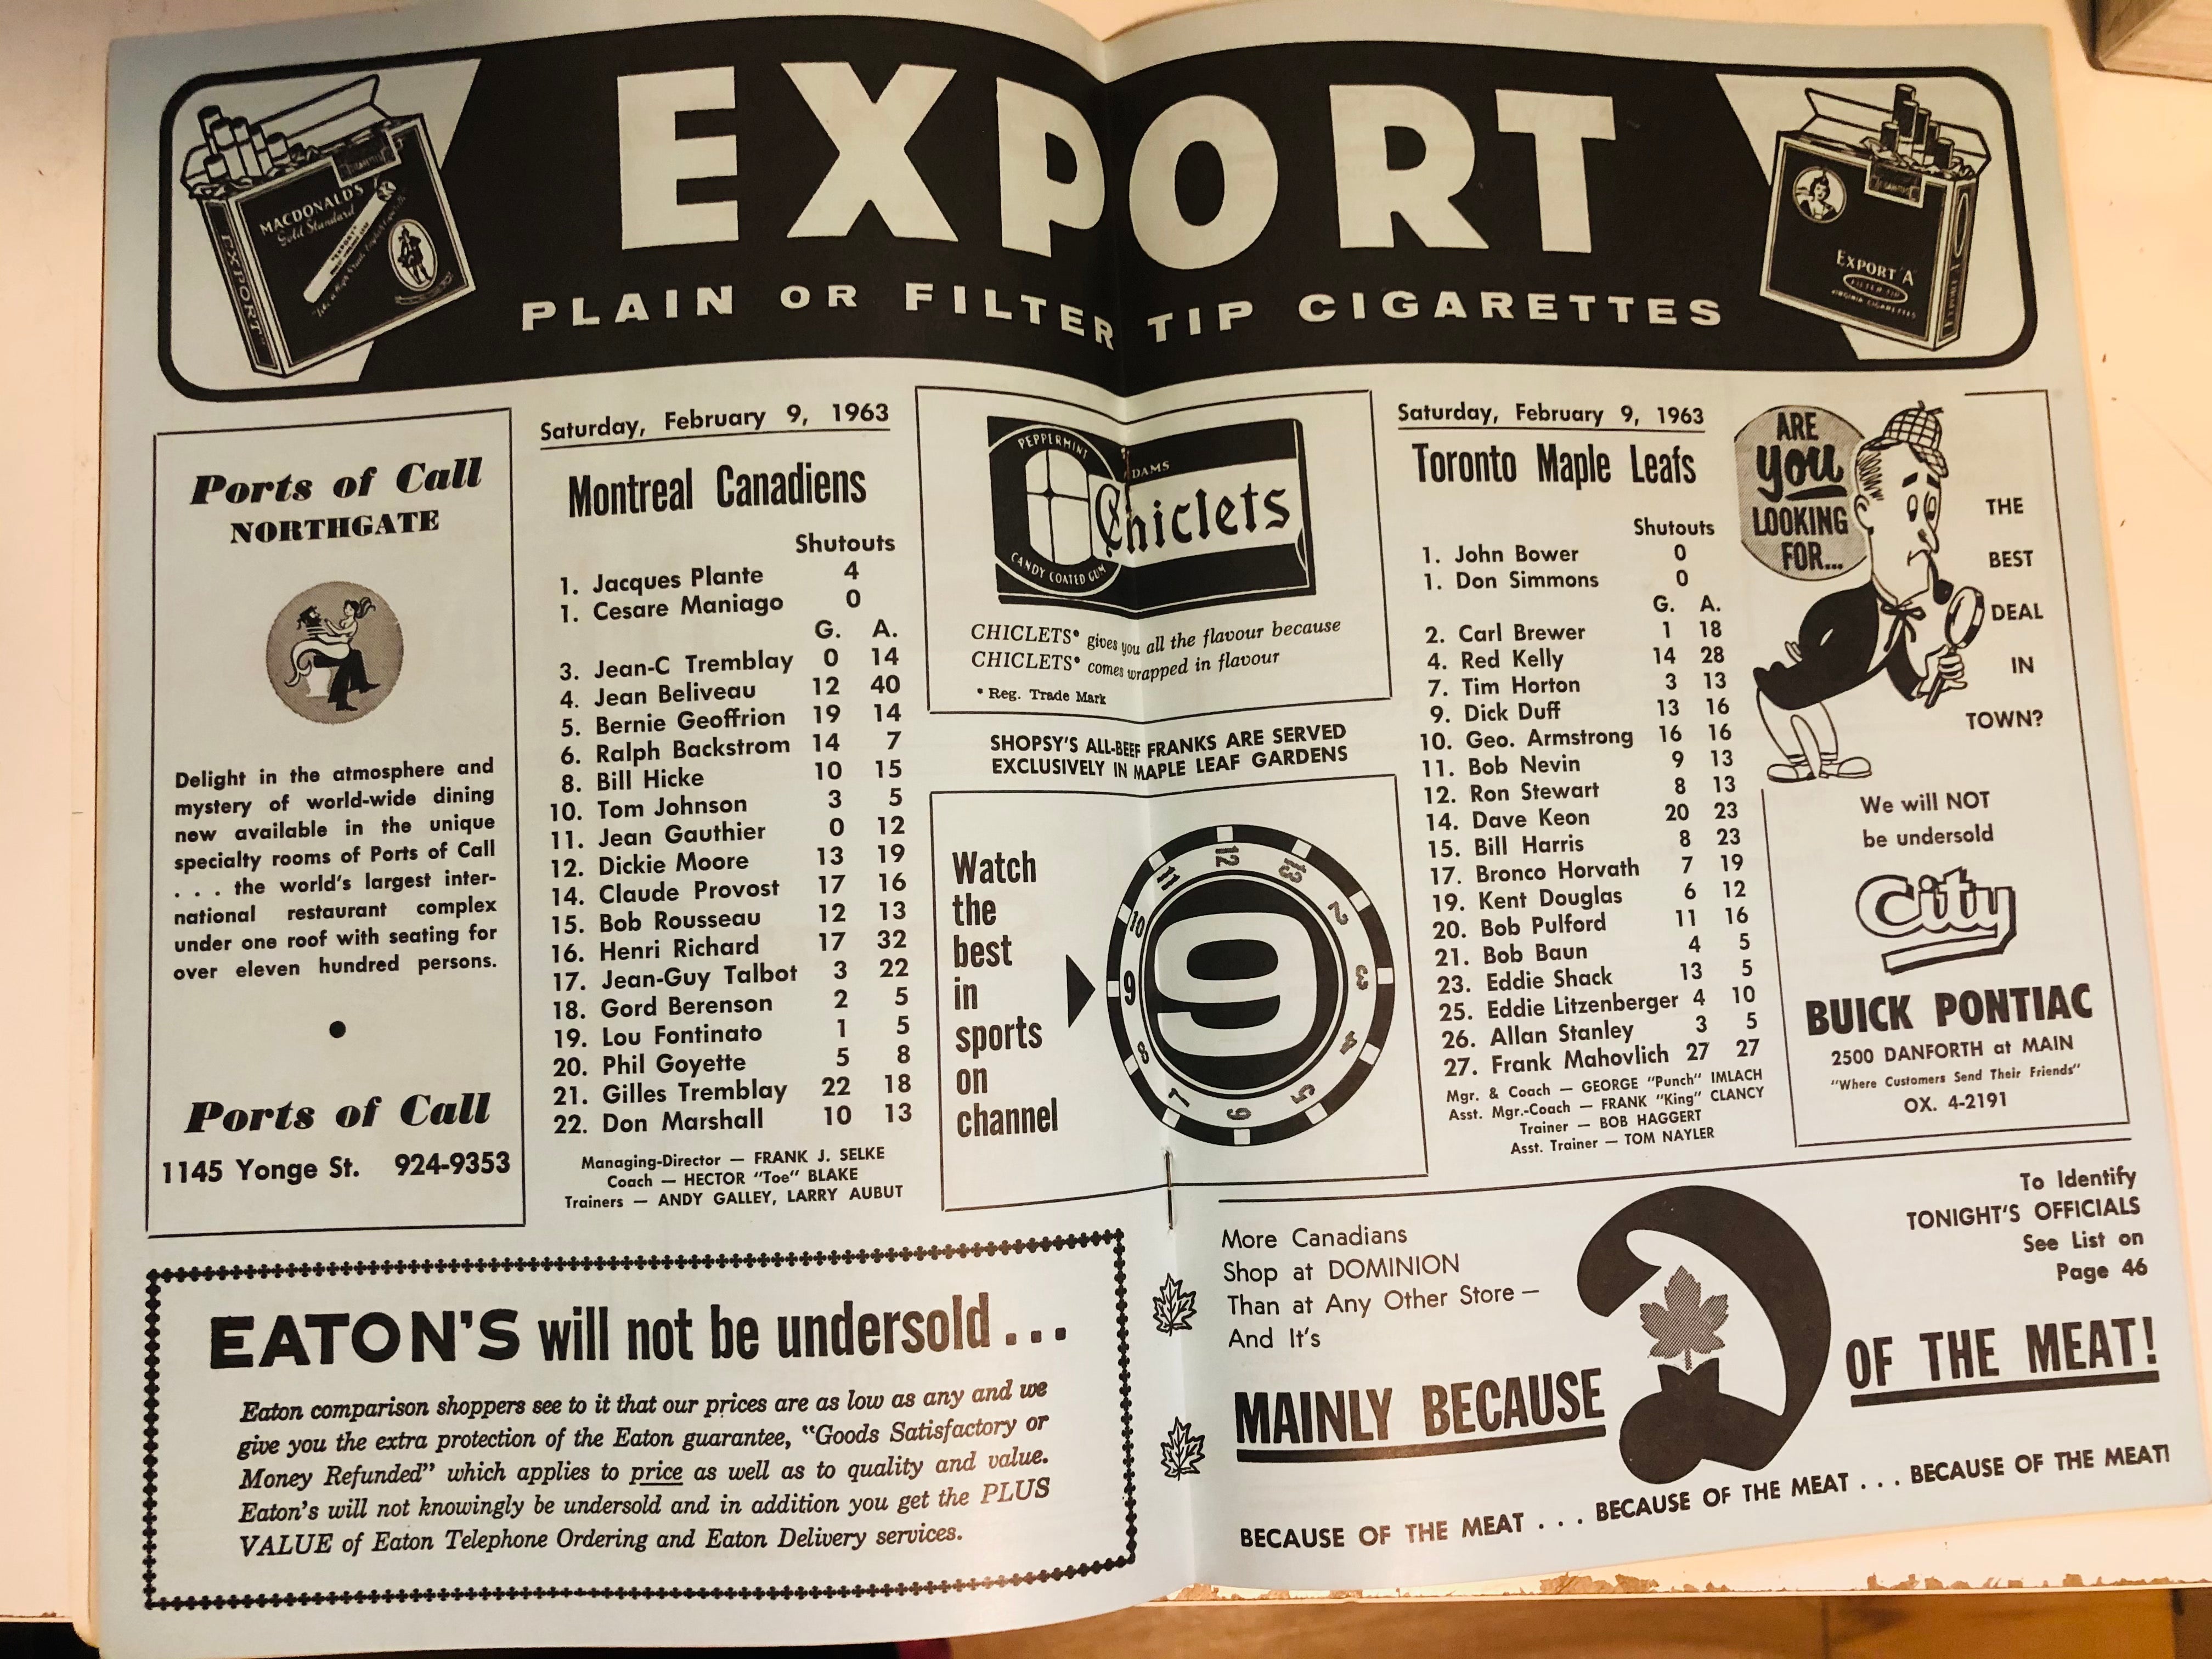 EXPORT
PLAIN OR FILTER TIP CIGARETTES
MACDONALD'S
Gold Standard
EXPORT
EXPORT "A"
FILTER TIP
VIRGINIA CIGARETTES
Ports of Call
NORTHGATE
Delight in the atmosphere and
mystery of world-wide dining
now available in the unique
specialty rooms of Ports of Call
. . . the world's largest inter-
national restaurant complex
under one roof with seating for
over eleven hundred persons.
Ports of Call
1145 Yonge St. 924-9353
Saturday, February 9, 1963
Montreal Canadiens
Shutouts
1. Jacques Plante 4
1. Cesare Maniago 0
G. A.
3. Jean-C Tremblay 0 14
4. Jean Beliveau 12 40
5. Bernie Geoffrion 19 14
6. Ralph Backstrom 14 7
8. Bill Hicke 10 15
10. Tom Johnson 3 5
11. Jean Gauthier 0 12
12. Dickie Moore 13 19
14. Claude Provost 17 16
15. Bob Rousseau 12 13
16. Henri Richard 17 32
17. Jean-Guy Talbot 3 22
18. Gord Berenson 2 5
19. Lou Fontinato 1 5
20. Phil Goyette 5 8
21. Gilles Tremblay 22 18
22. Don Marshall 10 13
Managing-Director — FRANK J. SELKE
Coach — HECTOR "Toe" BLAKE
Trainers — ANDY GALLEY, LARRY AUBUT
PEPPERMINT
ADAMS
Chiclets
CANDY COATED GUM
CHICLETS* gives you all the flavour because
CHICLETS* comes wrapped in flavour
* Reg. Trade Mark
SHOPSY'S ALL-BEEF FRANKS ARE SERVED
EXCLUSIVELY IN MAPLE LEAF GARDENS
Watch
the
best
in
sports
on
channel
9
12
13
2
3
4
5
6
7
8
9
10
11
Saturday, February 9, 1963
Toronto Maple Leafs
Shutouts
1. John Bower 0
1. Don Simmons 0
G. A.
2. Carl Brewer 1 18
4. Red Kelly 14 28
7. Tim Horton 3 13
9. Dick Duff 13 16
10. Geo. Armstrong 16 16
11. Bob Nevin 9 13
12. Ron Stewart 8 13
14. Dave Keon 20 23
15. Bill Harris 8 23
17. Bronco Horvath 7 19
19. Kent Douglas 6 12
20. Bob Pulford 11 16
21. Bob Baun 4 5
23. Eddie Shack 13 5
25. Eddie Litzenberger 4 10
26. Allan Stanley 3 5
27. Frank Mahovlich 27 27
Mgr. & Coach — GEORGE "Punch" IMLACH
Asst. Mgr.-Coach — FRANK "King" CLANCY
Trainer — BOB HAGGERT
Asst. Trainer — TOM NAYLER
ARE
you
LOOKING
FOR...
THE
BEST
DEAL
IN
TOWN?
We will NOT
be undersold
City
BUICK PONTIAC
2500 DANFORTH at MAIN
"Where Customers Send Their Friends"
OX. 4-2191
EATON'S will not be undersold . . .
Eaton comparison shoppers see to it that our prices are as low as any and we
give you the extra protection of the Eaton guarantee, "Goods Satisfactory or
Money Refunded" which applies to price as well as to quality and value.
Eaton's will not knowingly be undersold and in addition you get the PLUS
VALUE of Eaton Telephone Ordering and Eaton Delivery services.
More Canadians
Shop at DOMINION
Than at Any Other Store —
And It's
To Identify
TONIGHT'S OFFICIALS
See List on
Page 46
MAINLY BECAUSE
OF THE MEAT!
BECAUSE OF THE MEAT . . . BECAUSE OF THE MEAT . . . BECAUSE OF THE MEAT!